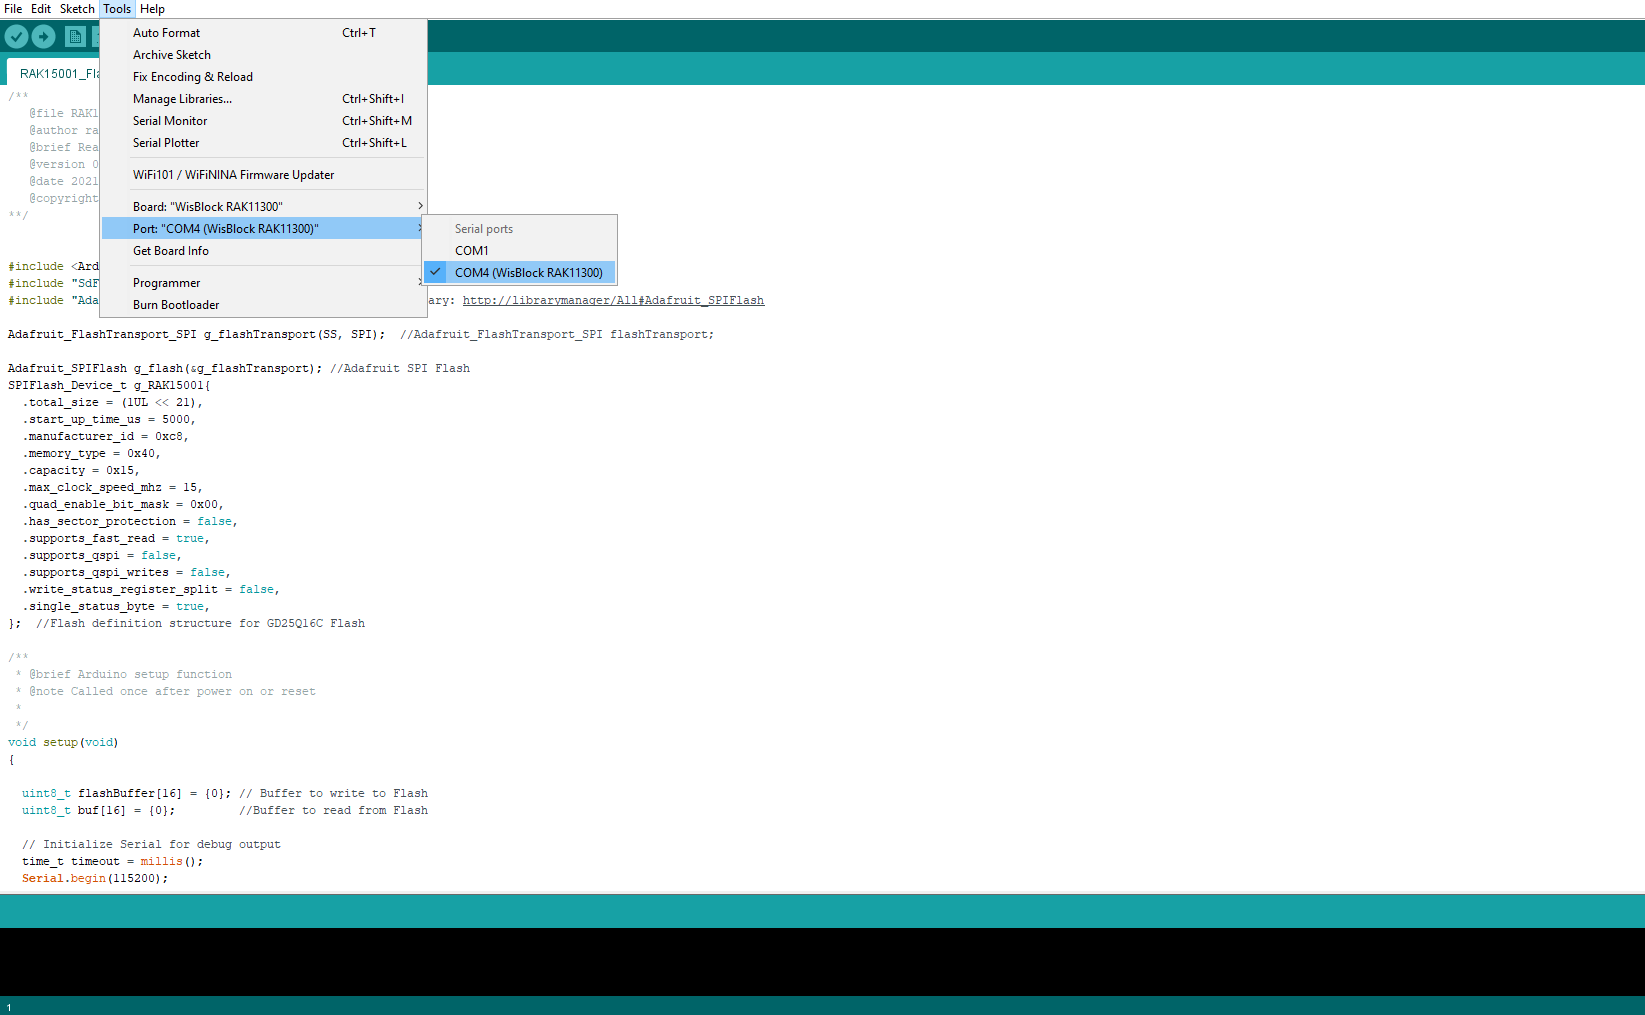 File Edit Sketch Tools Help
Auto Format Ctrl+T
Archive Sketch
Fix Encoding & Reload
Manage Libraries... Ctrl+Shift+I
Serial Monitor Ctrl+Shift+M
Serial Plotter Ctrl+Shift+L
WiFi101 / WiFiNINA Firmware Updater
Board: "WisBlock RAK11300"
Port: "COM4 (WisBlock RAK11300)"
Get Board Info
Programmer
Burn Bootloader
Serial ports
COM1
COM4 (WisBlock RAK11300)
RAK15001_Fla
/**
@file RAK1
@author ra
@brief Rea
@version 0
@date 2021
@copyright
**/
#include <Ard
#include "SdF
#include "Ada ary: http://librarymanager/All#Adafruit_SPIFlash
Adafruit_FlashTransport_SPI g_flashTransport(SS, SPI); //Adafruit_FlashTransport_SPI flashTransport;
Adafruit_SPIFlash g_flash(&g_flashTransport); //Adafruit SPI Flash
SPIFlash_Device_t g_RAK15001{
.total_size = (1UL << 21),
.start_up_time_us = 5000,
.manufacturer_id = 0xc8,
.memory_type = 0x40,
.capacity = 0x15,
.max_clock_speed_mhz = 15,
.quad_enable_bit_mask = 0x00,
.has_sector_protection = false,
.supports_fast_read = true,
.supports_qspi = false,
.supports_qspi_writes = false,
.write_status_register_split = false,
.single_status_byte = true,
}; //Flash definition structure for GD25Q16C Flash
/**
* @brief Arduino setup function
* @note Called once after power on or reset
*
*/
void setup(void)
{
uint8_t flashBuffer[16] = {0}; // Buffer to write to Flash
uint8_t buf[16] = {0}; //Buffer to read from Flash
// Initialize Serial for debug output
time_t timeout = millis();
Serial.begin(115200);
1